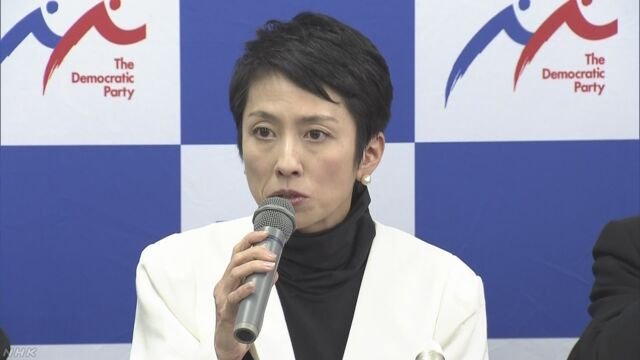 The
Democratic
Party
The
Democratic
Party
NHK